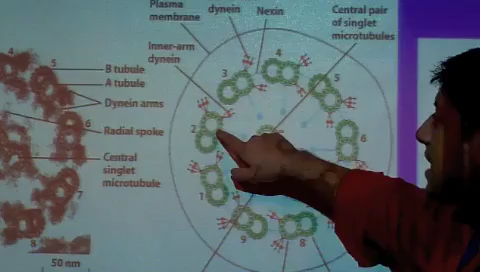 Plasma
membrane
dynein
Nexin
Central pair
of singlet
microtubules
Inner-arm
dynein
4
5
B tubule
A tubule
Dynein arms
6
Radial spoke
Central
singlet
microtubule
7
8
50 nm
4
3
5
2
6
1
9
8